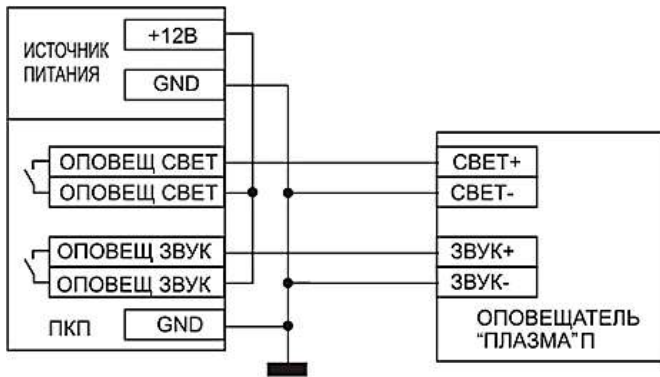 ИСТОЧНИК
ПИТАНИЯ
+12В
GND
ОПОВЕЩ СВЕТ
ОПОВЕЩ СВЕТ
ОПОВЕЩ ЗВУК
ОПОВЕЩ ЗВУК
ПКП
GND
СВЕТ+
СВЕТ-
ЗВУК+
ЗВУК-
ОПОВЕЩАТЕЛЬ
"ПЛАЗМА" П